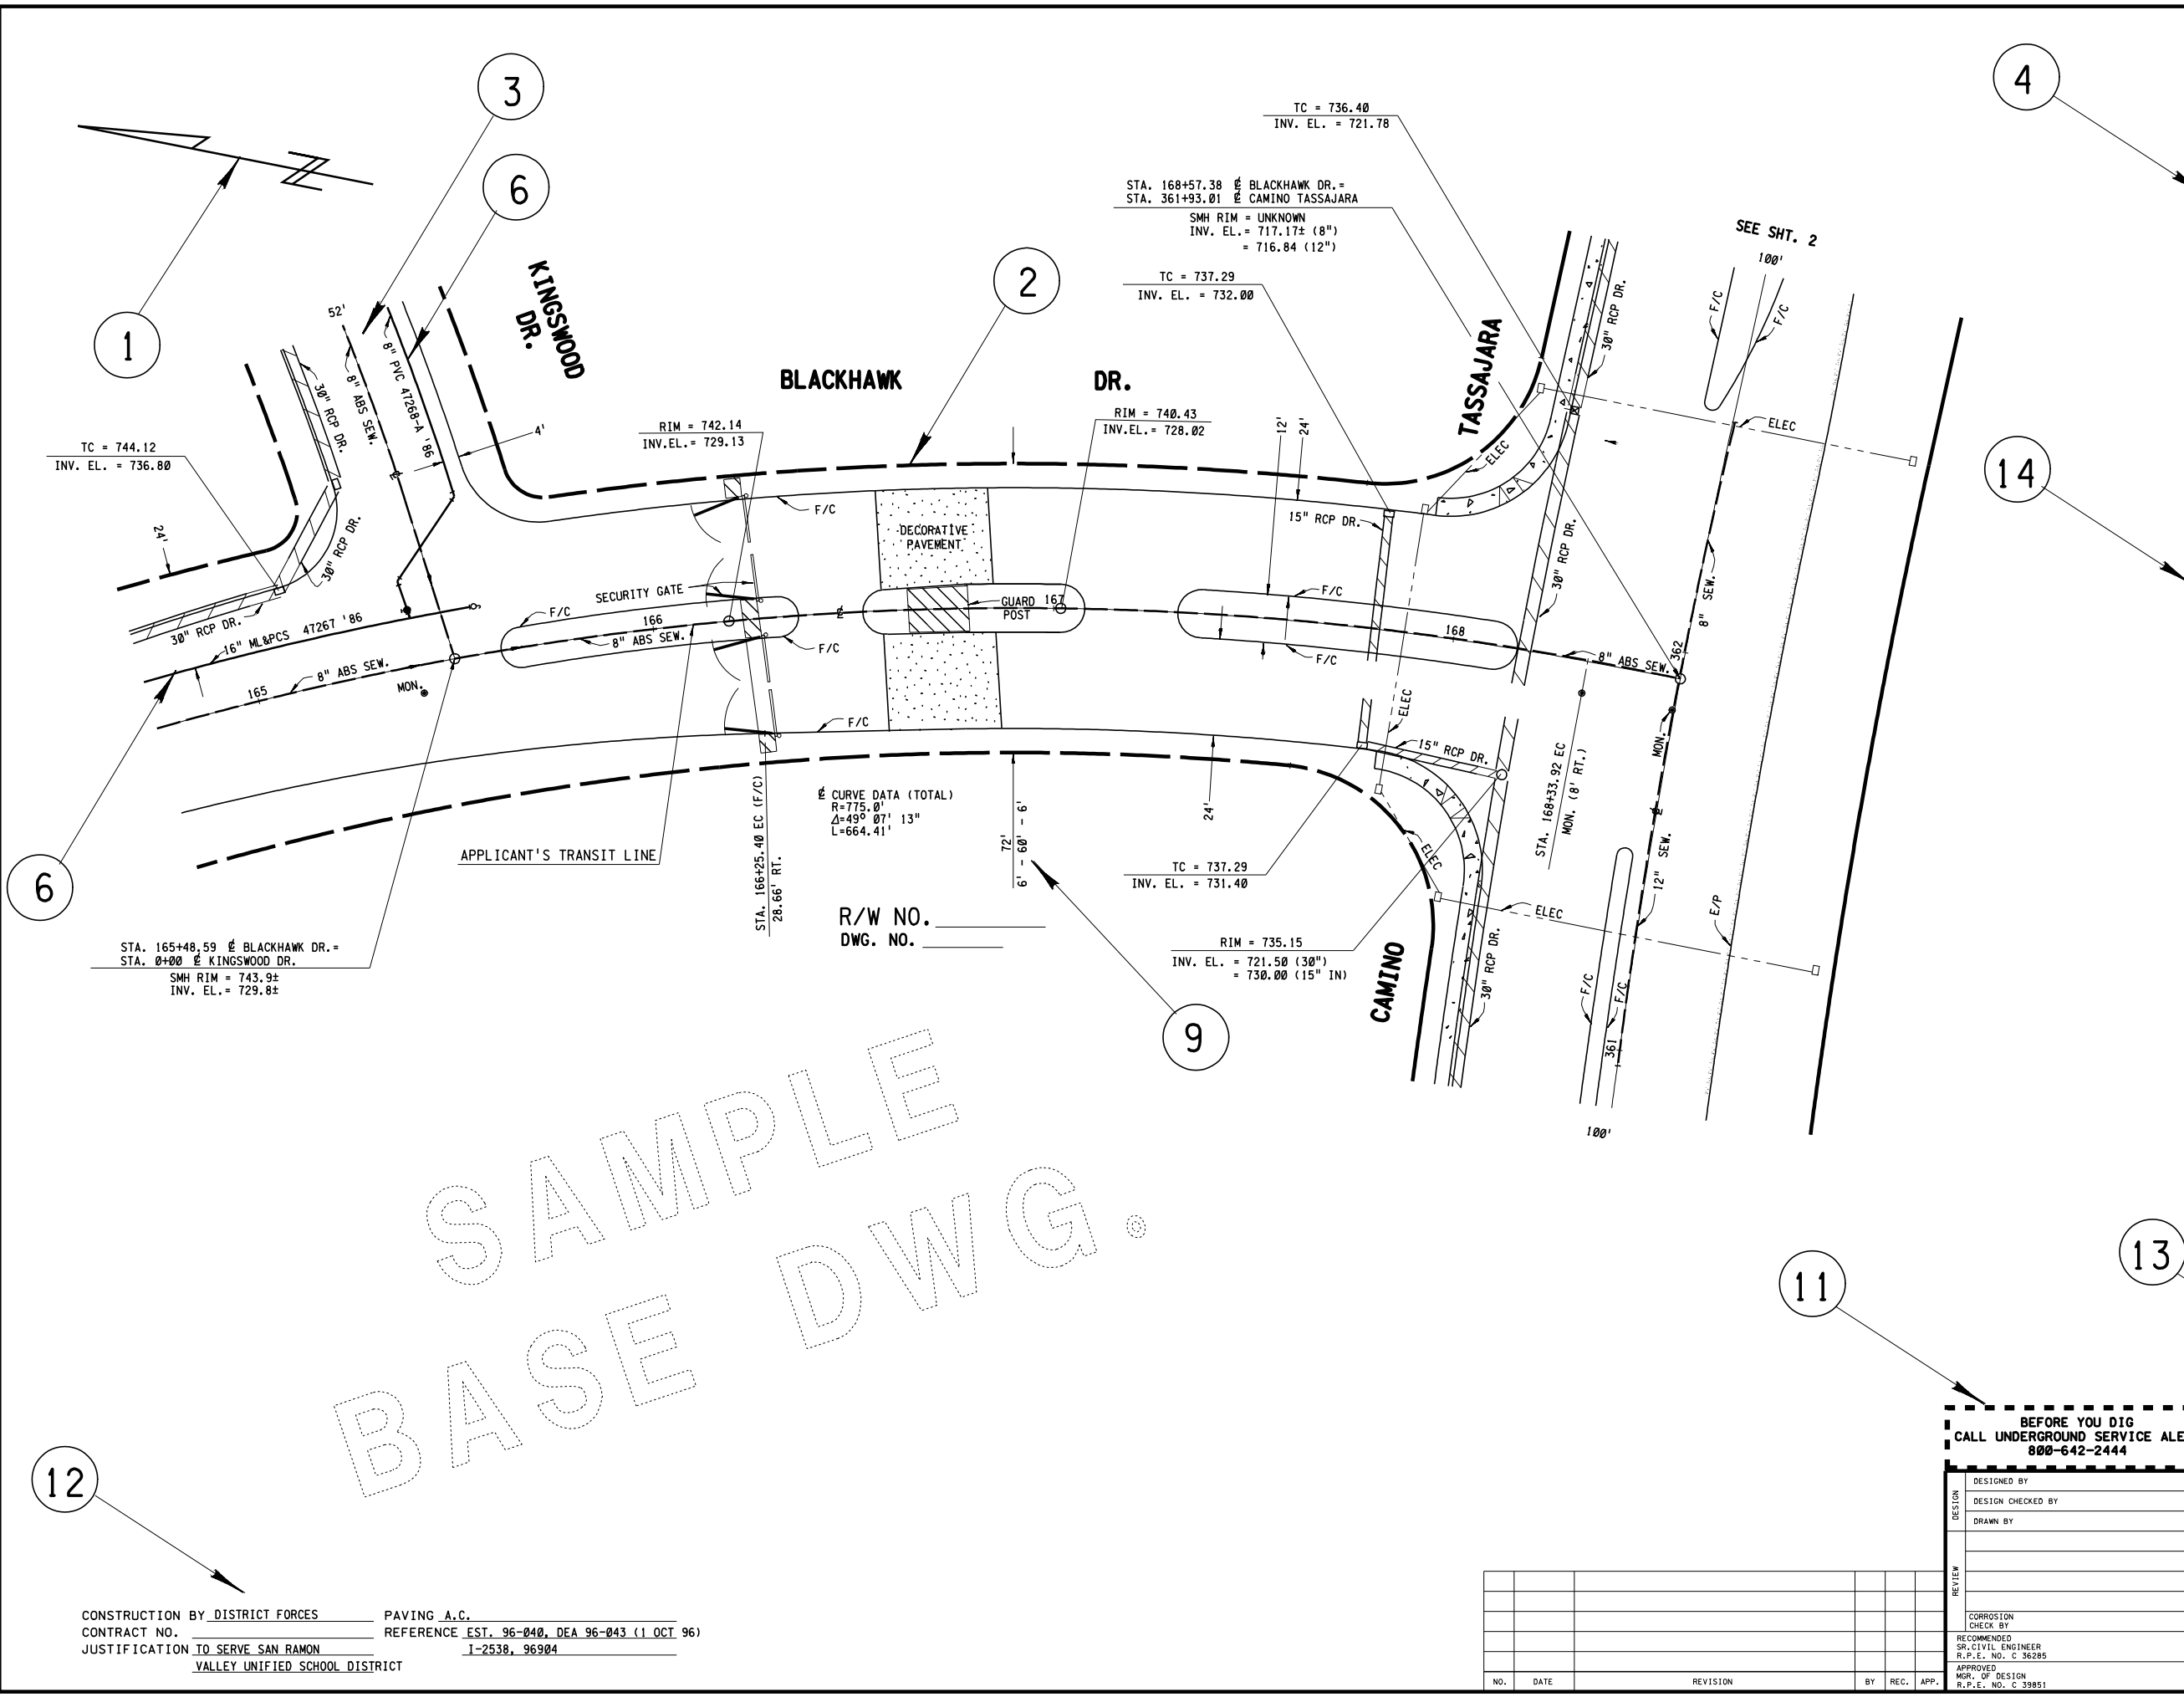 3
4
6
TC = 736.40
INV. EL. = 721.78
STA. 168+57.38 ₵ BLACKHAWK DR.=
STA. 361+93.01 ₵ CAMINO TASSAJARA
SMH RIM = UNKNOWN
INV. EL.= 717.17± (8")
= 716.84 (12")
SEE SHT. 2
100'
2
TC = 737.29
INV. EL. = 732.00
KINGSWOOD
DR.
1
52'
8" ABS SEW.
8" PVC 47268-A '86
30" RCP DR.
4'
BLACKHAWK DR.
TASSAJARA
30" RCP DR.
F/C
F/C
ELEC
RIM = 742.14
INV.EL.= 729.13
RIM = 740.43
INV.EL.= 728.02
12'
24'
ELEC
14
TC = 744.12
INV. EL. = 736.80
24'
30" RCP DR.
F/C
DECORATIVE
PAVEMENT
15" RCP DR.
30" RCP DR.
8" SEW.
SECURITY GATE
F/C
166
8" ABS SEW.
₵
GUARD
POST
167
F/C
168
F/C
F/C
8" ABS SEW.
362
30" RCP DR.
16" ML&PCS 47267 '86
165
8" ABS SEW.
MON.
F/C
ELEC
15" RCP DR.
MON.
STA. 168+33.92 EC
MON. (8' RT.)
6
APPLICANT'S TRANSIT LINE
STA. 166+25.40 EC (F/C)
28.66' RT.
₵ CURVE DATA (TOTAL)
R=775.0'
Δ=49° 07' 13"
L=664.41'
72'
6' - 60' - 6'
24'
TC = 737.29
INV. EL. = 731.40
ELEC
ELEC
12" SEW.
E/P
R/W NO.
DWG. NO.
RIM = 735.15
INV. EL. = 721.50 (30")
= 730.00 (15" IN)
CAMINO
30" RCP DR.
F/C
F/C
361
100'
STA. 165+48.59 ₵ BLACKHAWK DR.=
STA. 0+00 ₵ KINGSWOOD DR.
SMH RIM = 743.9±
INV. EL.= 729.8±
9
SAMPLE
BASE DWG.
11
13
12
BEFORE YOU DIG
CALL UNDERGROUND SERVICE ALE
800-642-2444
DESIGN
DESIGNED BY
DESIGN CHECKED BY
DRAWN BY
REVIEW
CORROSION
CHECK BY
RECOMMENDED
SR.CIVIL ENGINEER
R.P.E. NO. C 36285
APPROVED
MGR. OF DESIGN
R.P.E. NO. C 39851
NO. DATE REVISION BY REC. APP.
CONSTRUCTION BY DISTRICT FORCES PAVING A.C.
CONTRACT NO. REFERENCE EST. 96-040, DEA 96-043 (1 OCT 96)
JUSTIFICATION TO SERVE SAN RAMON I-2538, 96904
VALLEY UNIFIED SCHOOL DISTRICT